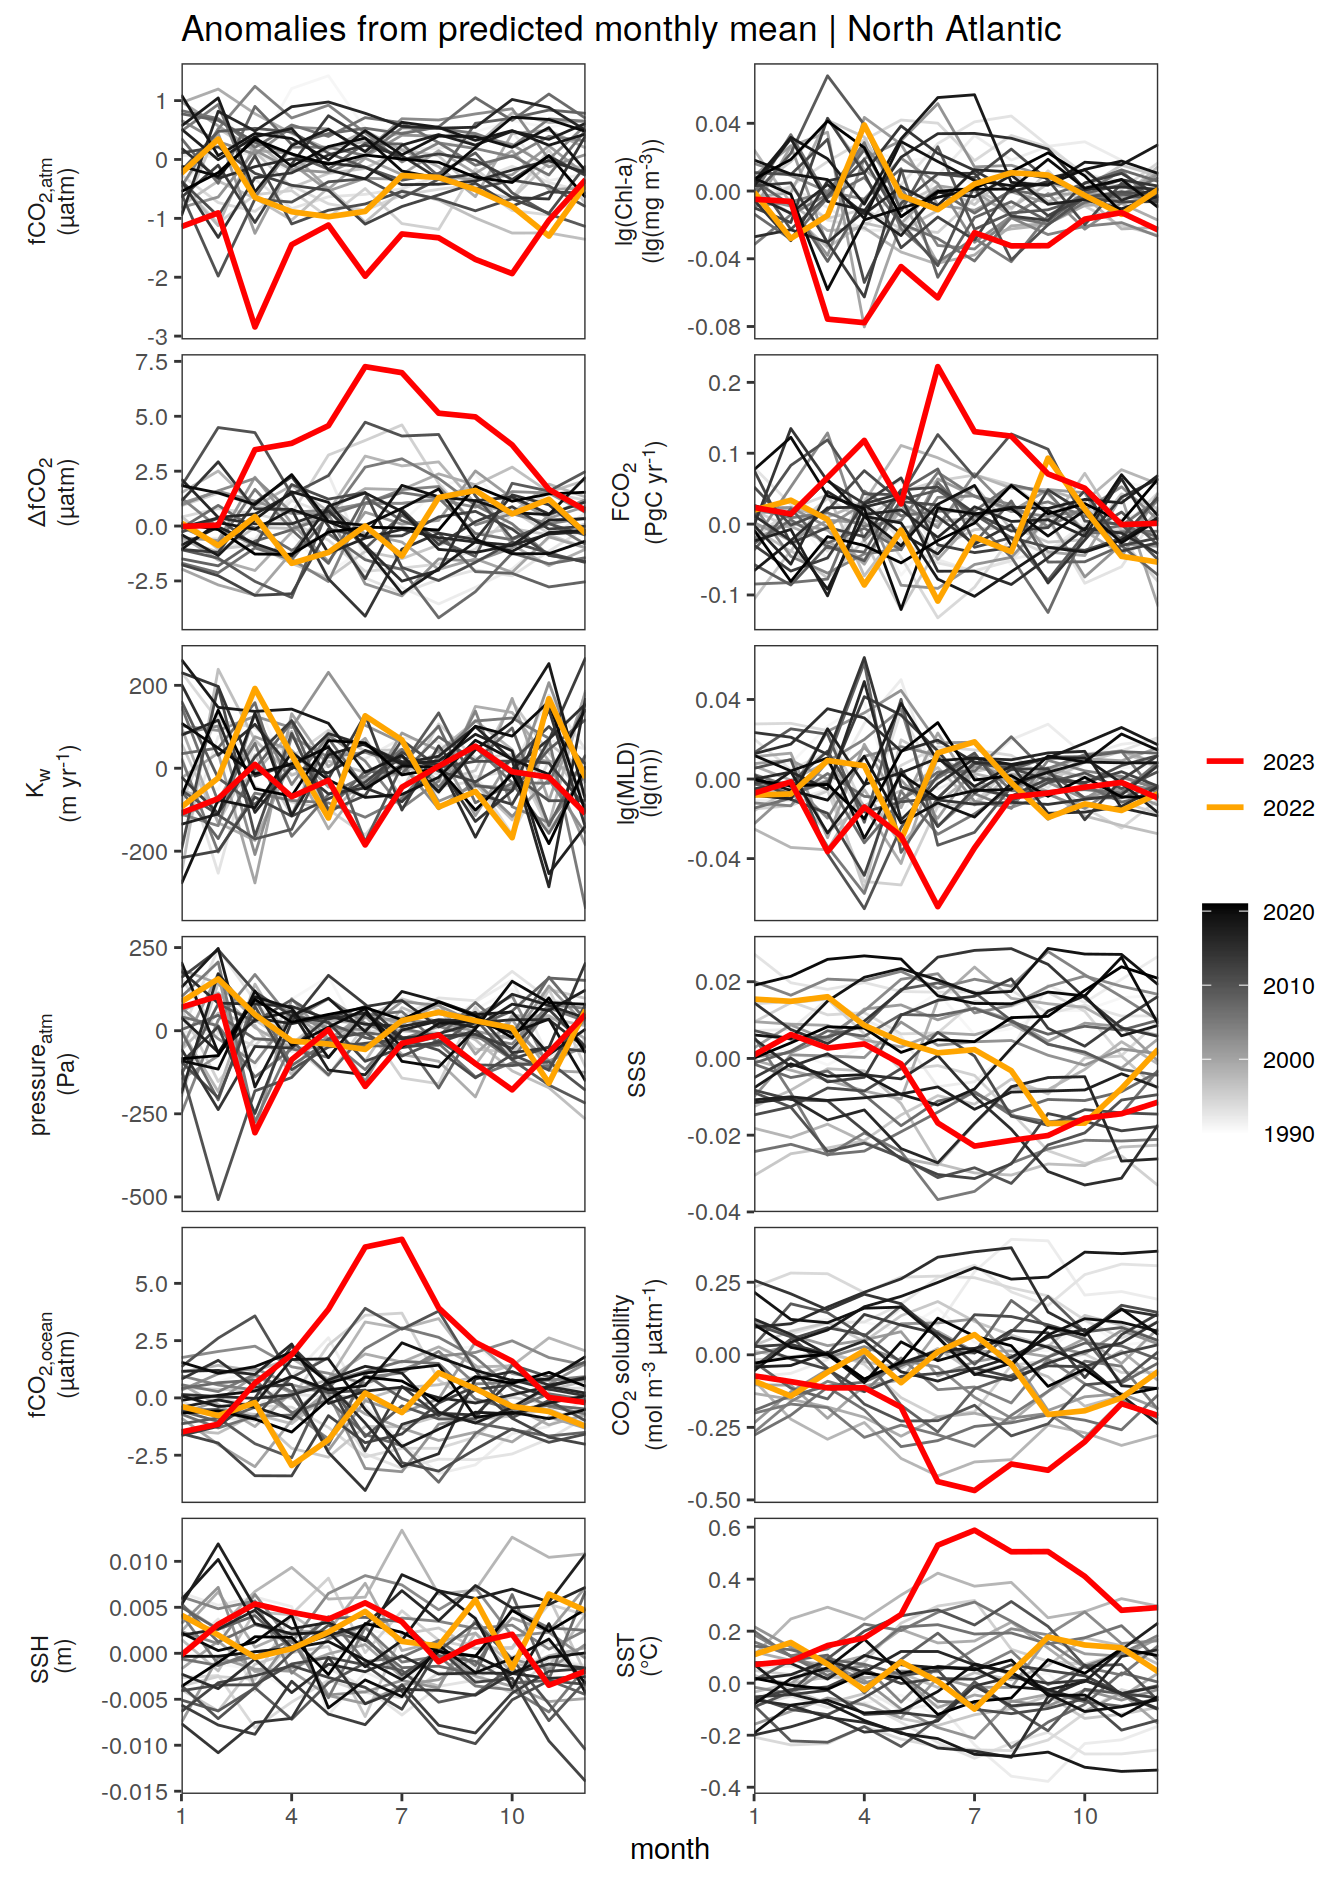 Anomalies from predicted monthly mean | North Atlantic
fCO2,atm
(µatm)
1
0
-1
-2
-3
lg(Chl-a)
(lg(mg m-3))
0.04
0.00
-0.04
-0.08
ΔfCO2
(µatm)
7.5
5.0
2.5
0.0
-2.5
FCO2
(PgC yr-1)
0.2
0.1
0.0
-0.1
Kw
(m yr-1)
200
0
-200
lg(MLD)
(lg(m))
0.04
0.00
-0.04
pressureatm
(Pa)
250
0
-250
-500
SSS
0.02
0.00
-0.02
-0.04
fCO2,ocean
(µatm)
5.0
2.5
0.0
-2.5
CO2 solubility
(mol m-3 µatm-1)
0.25
0.00
-0.25
-0.50
SSH
(m)
0.010
0.005
0.000
-0.005
-0.010
-0.015
SST
(°C)
0.6
0.4
0.2
0.0
-0.2
-0.4
1 4 7 10
1 4 7 10
month
2023
2022
2020
2010
2000
1990